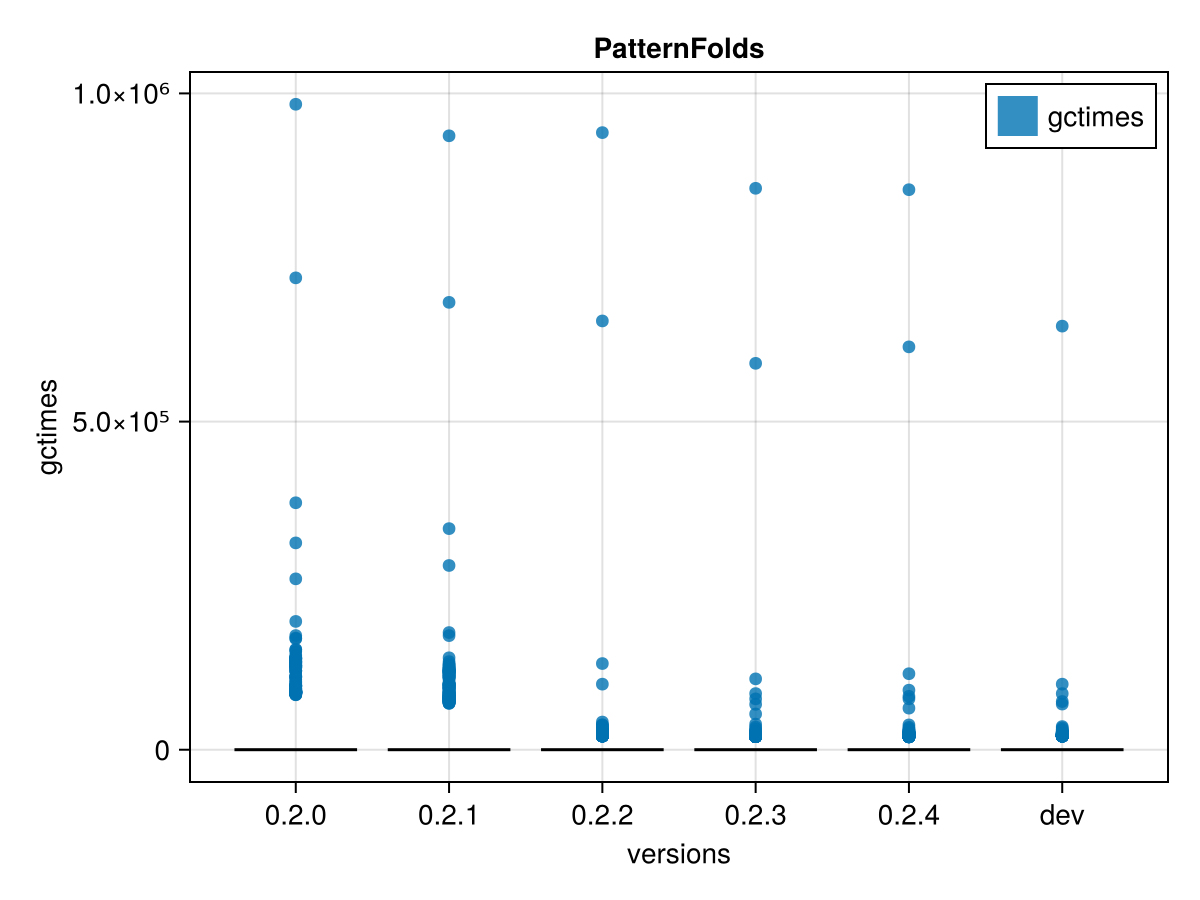 PatternFolds
1.0×10⁶
gctimes
5.0×10⁵
gctimes
0
0.2.0 0.2.1 0.2.2 0.2.3 0.2.4 dev
versions